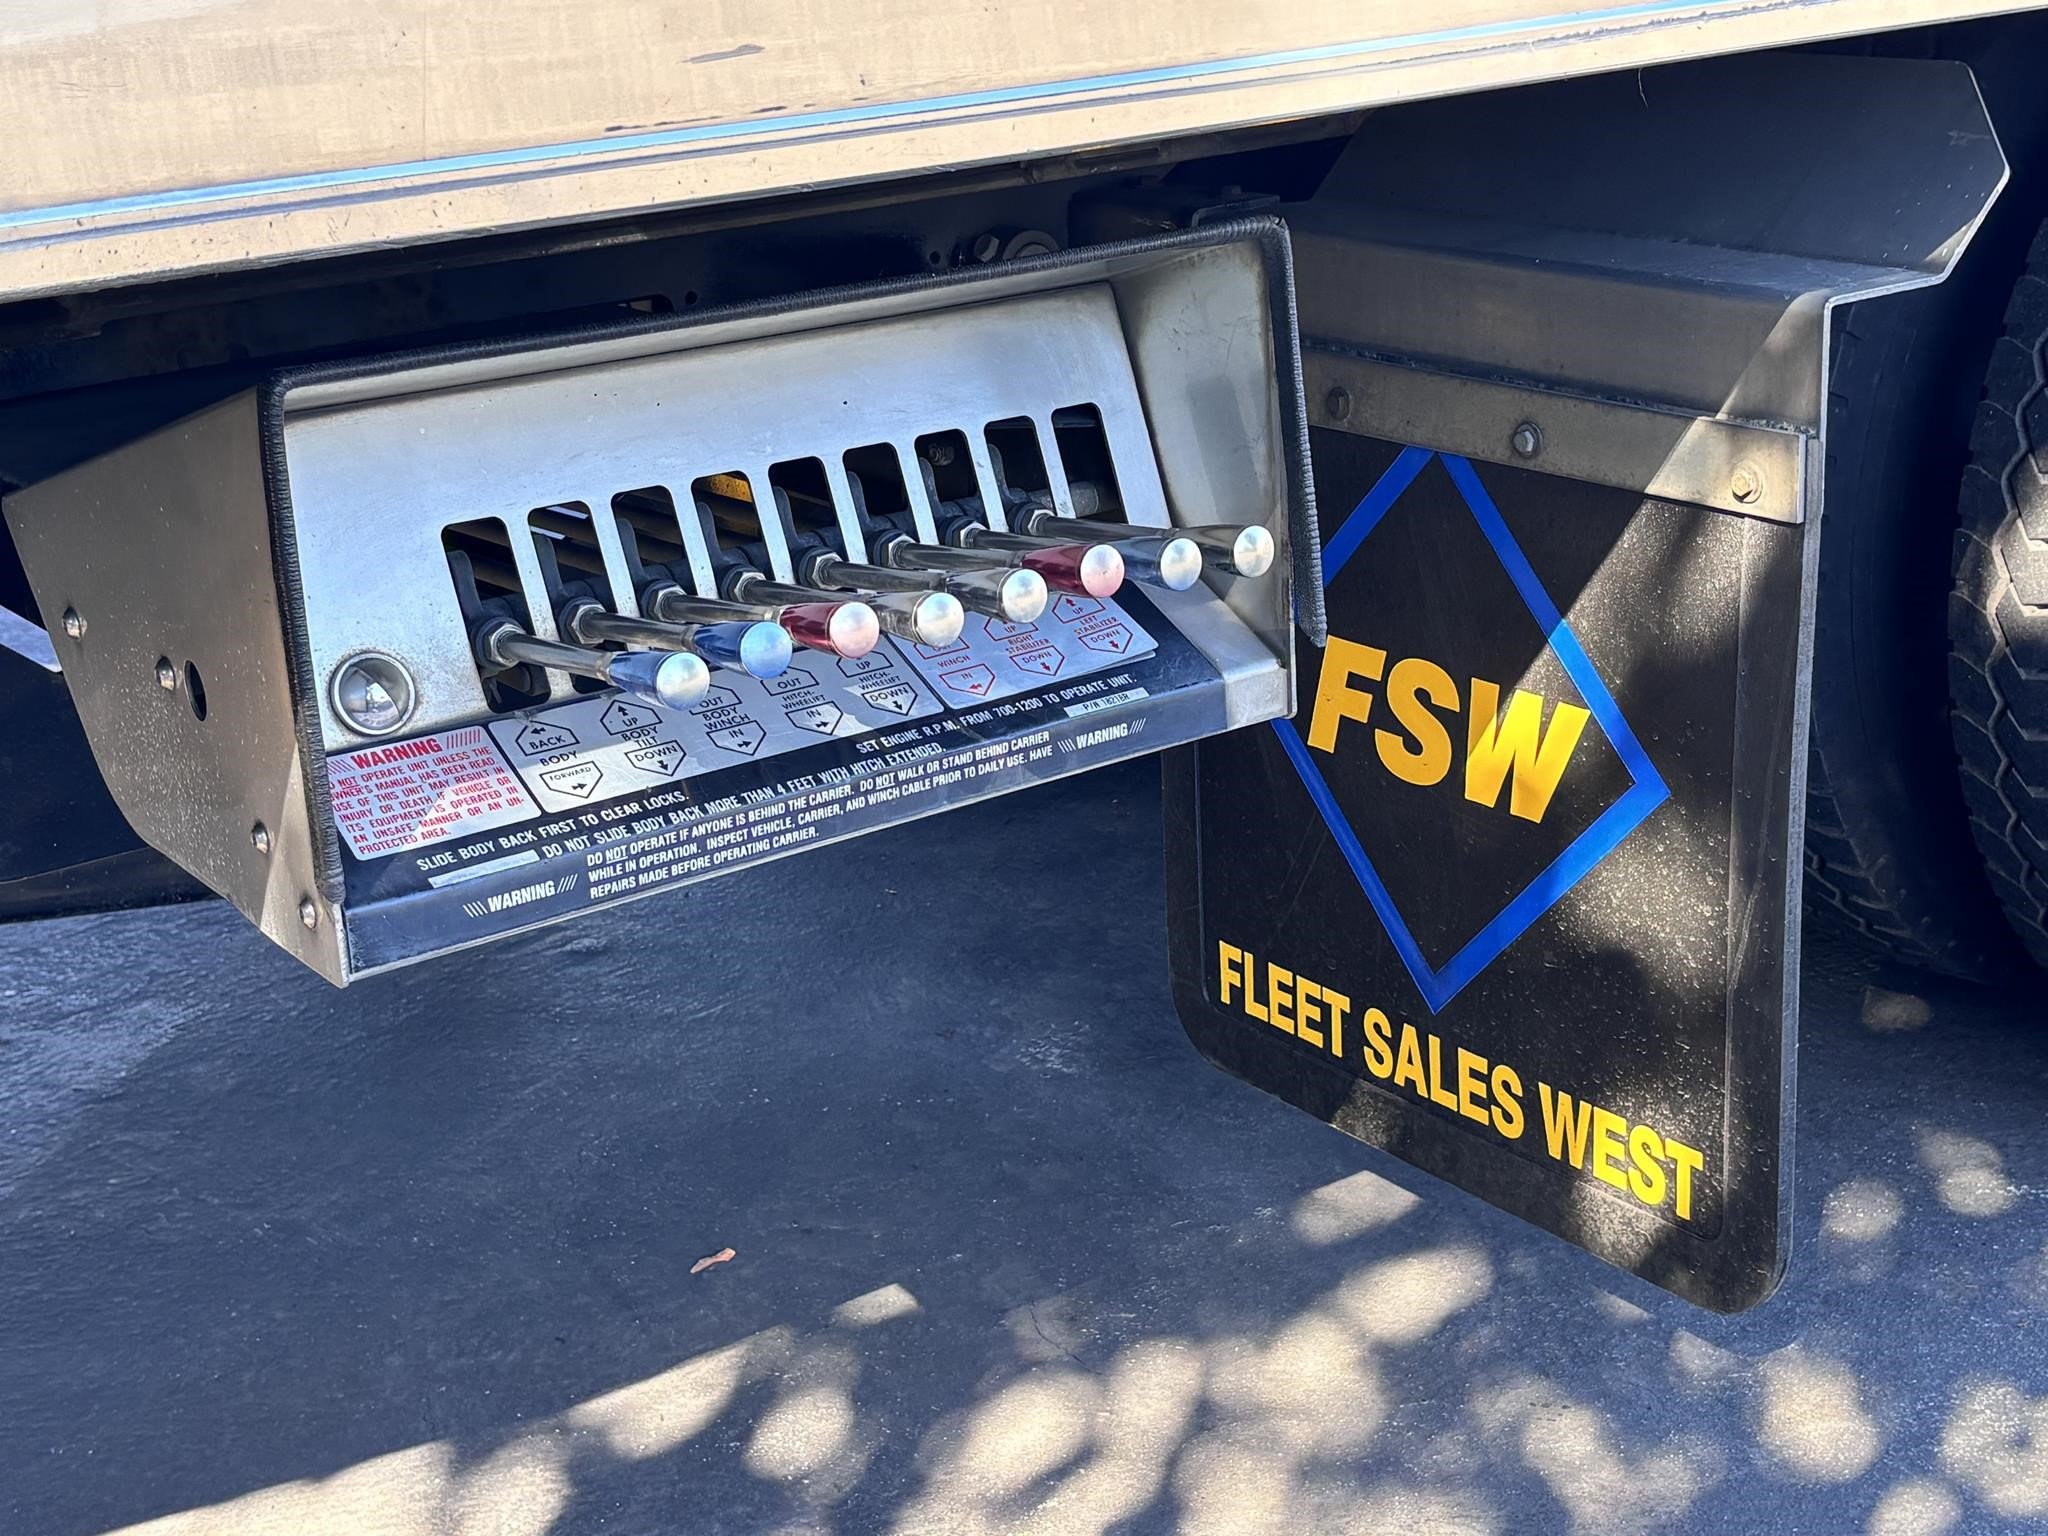 \\\\ WARNING //////
NOT OPERATE UNIT UNLESS THE
OWNER'S MANUAL HAS BEEN READ.
USE OF THIS UNIT MAY RESULT IN
INJURY OR DEATH IF VEHICLE OR
ITS EQUIPMENT IS OPERATED IN
AN UNSAFE MANNER OR AN UN-
PROTECTED AREA.
BACK
BODY
FORWARD
UP
BODY
TILT
DOWN
OUT
BODY
WINCH
IN
OUT
HITCH-
WHEELIFT
IN
UP
HITCH-
WHEELIFT
DOWN
OUT
WINCH
IN
UP
RIGHT
STABILIZER
DOWN
UP
LEFT
STABILIZER
DOWN
SET ENGINE R.P.M. FROM 700-1200 TO OPERATE UNIT.
SLIDE BODY BACK FIRST TO CLEAR LOCKS.
DO NOT SLIDE BODY BACK MORE THAN 4 FEET WITH HITCH EXTENDED.
\\\\ WARNING ////
DO NOT OPERATE IF ANYONE IS BEHIND THE CARRIER. DO NOT WALK OR STAND BEHIND CARRIER
WHILE IN OPERATION. INSPECT VEHICLE, CARRIER, AND WINCH CABLE PRIOR TO DAILY USE. HAVE
REPAIRS MADE BEFORE OPERATING CARRIER.
\\\\ WARNING ////
FSW
FLEET SALES WEST